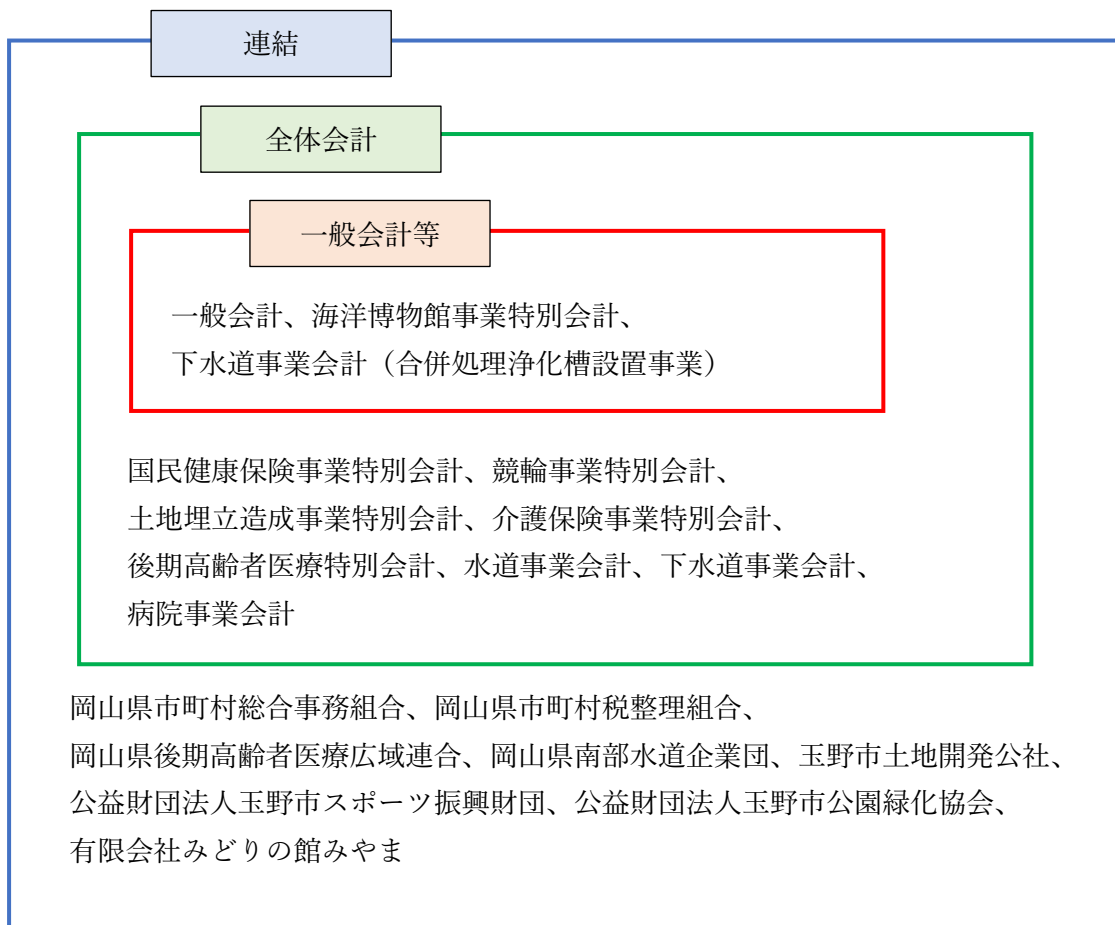 連結
全体会計
一般会計等
一般会計、海洋博物館事業特別会計、
下水道事業会計（合併処理浄化槽設置事業）
国民健康保険事業特別会計、競輪事業特別会計、
土地埋立造成事業特別会計、介護保険事業特別会計、
後期高齢者医療特別会計、水道事業会計、下水道事業会計、
病院事業会計
岡山県市町村総合事務組合、岡山県市町村税整理組合、
岡山県後期高齢者医療広域連合、岡山県南部水道企業団、玉野市土地開発公社、
公益財団法人玉野市スポーツ振興財団、公益財団法人玉野市公園緑化協会、
有限会社みどりの館みやま